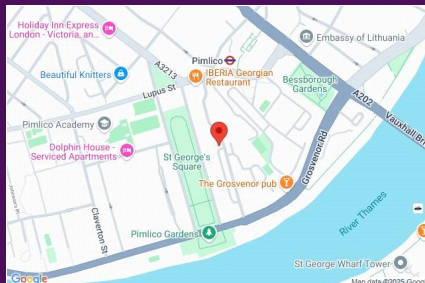 Holiday Inn Express
London - Victoria, an...
Embassy of Lithuania
Pimlico
A3213
IBERIA Georgian
Restaurant
Beautiful Knitters
Bessborough
Gardens
Lupus St
A202
Vauxhall Bri
Pimlico Academy
Dolphin House -
Serviced Apartments
St George's
Square
Grosvenor Rd
The Grosvenor pub
Claverton St
River Thames
Pimlico Gardens
St George Wharf Tower
Google
Map data ©2025 Google